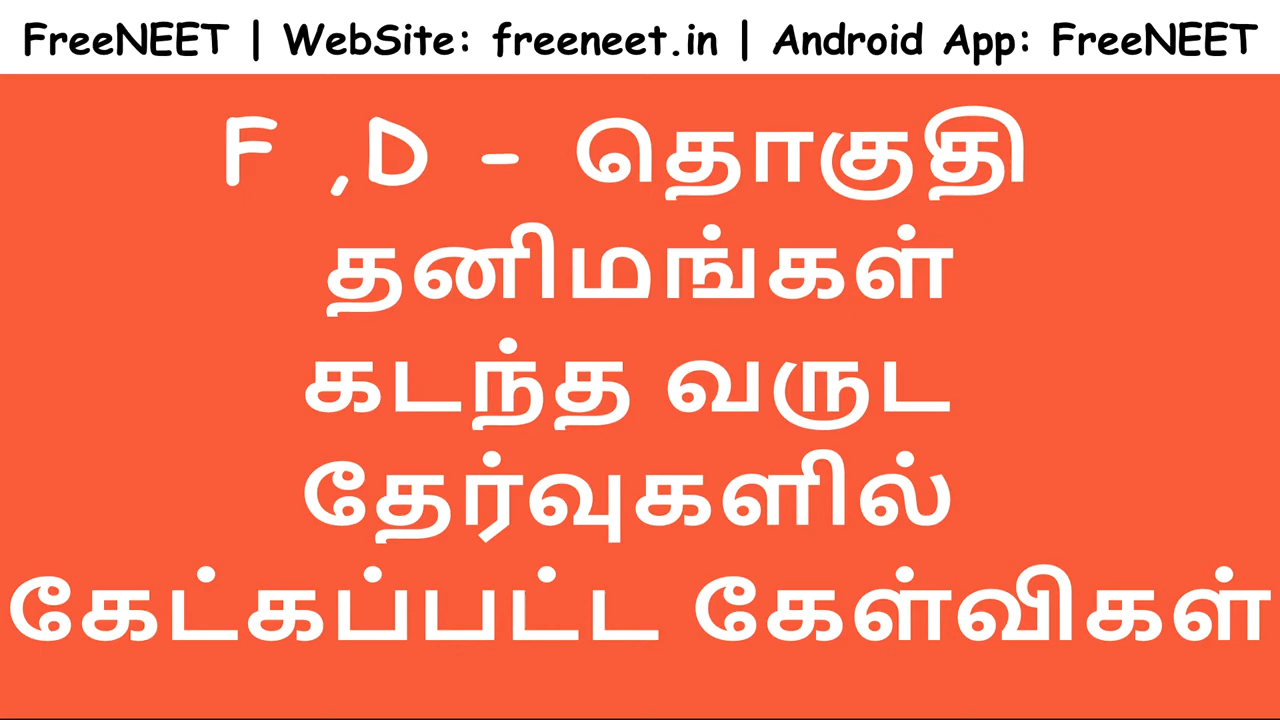 FreeNEET | WebSite: freeneet.in | Android App: FreeNEET
F ,D - தொகுதி
தனிமங்கள்
கடந்த வருட
தேர்வுகளில்
கேட்கப்பட்ட கேள்விகள்